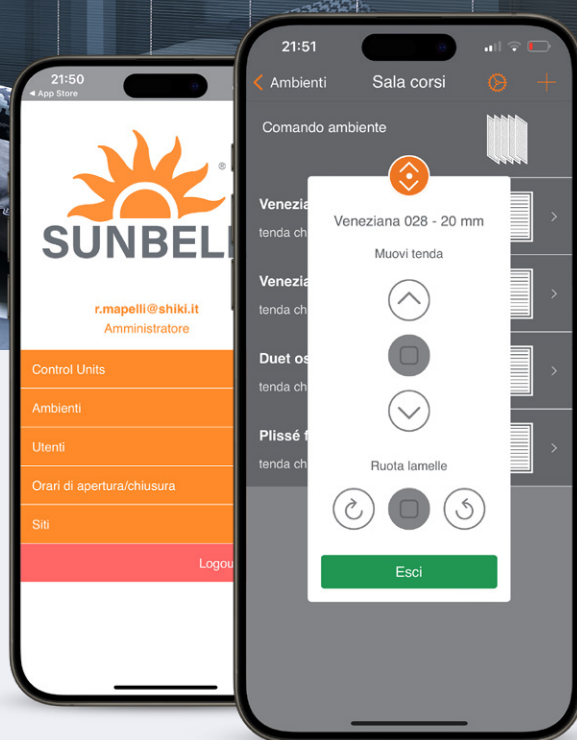 21:50
App Store
SUNBELL
®
r.mapelli@shiki.it
Amministratore
Control Units
Ambienti
Utenti
Orari di apertura/chiusura
Siti
Logou
21:51
Ambienti
Sala corsi
Comando ambiente
Venezia
tenda ch
Venezia
tenda ch
Duet os
tenda ch
Plissé f
tenda ch
Veneziana 028 - 20 mm
Muovi tenda
Ruota lamelle
Esci